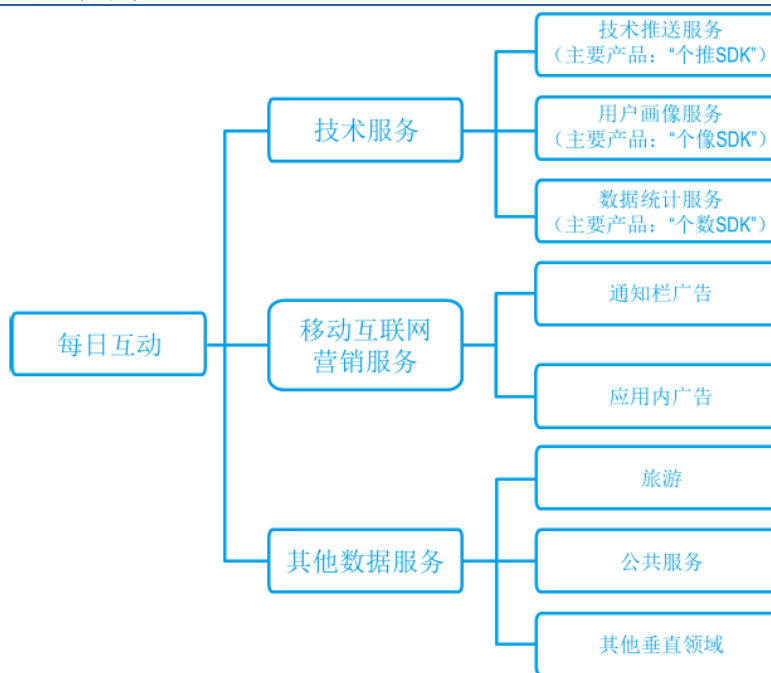 技术推送服务
（主要产品：“个推SDK”）
用户画像服务
（主要产品：“个像SDK”）
数据统计服务
（主要产品：“个数SDK”）
技术服务
通知栏广告
移动互联网
营销服务
应用内广告
每日互动
旅游
其他数据服务
公共服务
其他垂直领域